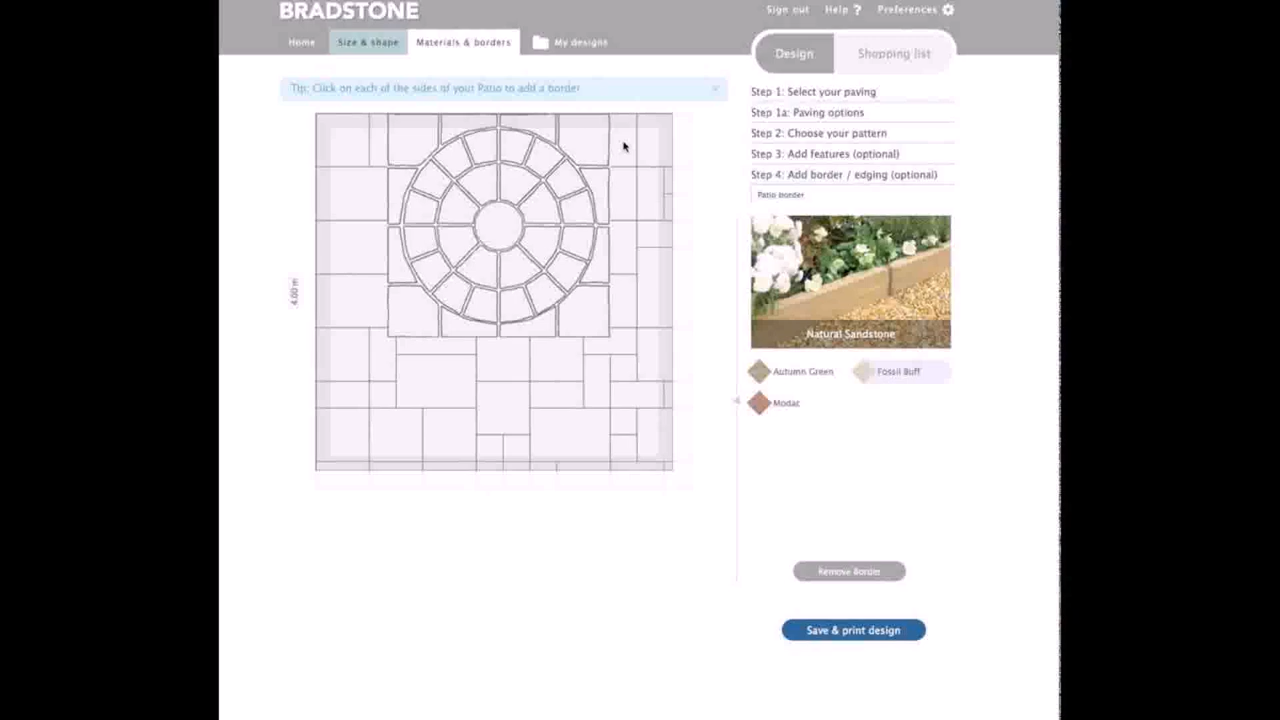 BRADSTONE
Sign out Help ? Preferences
Home Size & shape Materials & borders My designs
Design Shopping list
Tip: Click on each of the sides of your Patio to add a border
Step 1: Select your paving
Step 1a: Paving options
Step 2: Choose your pattern
Step 3: Add features (optional)
Step 4: Add border / edging (optional)
Patio border
4.00 m
Natural Sandstone
Autumn Green Fossil Buff
Modac
Remove Border
Save & print design